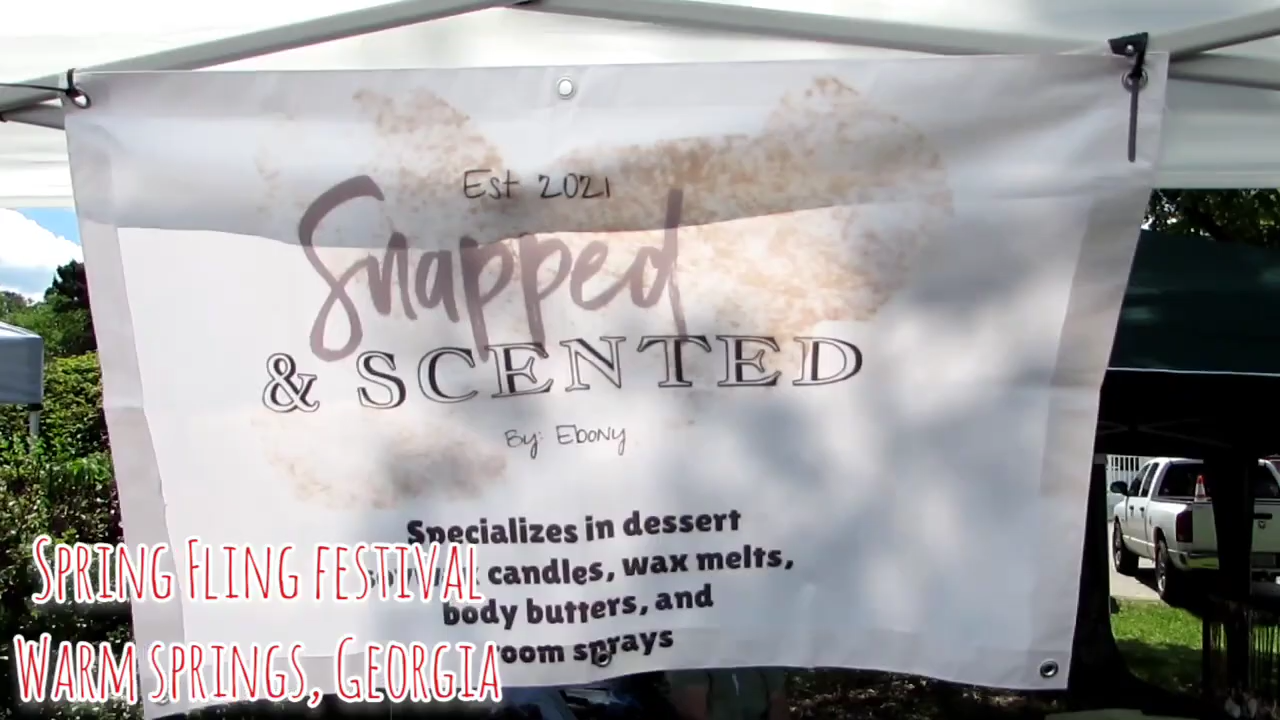 Est 2021
Snapped
& SCENTED
By: Ebony
Specializes in dessert
candles, wax melts,
body butters, and
room sprays
Spring Fling festival
Warm springs, Georgia